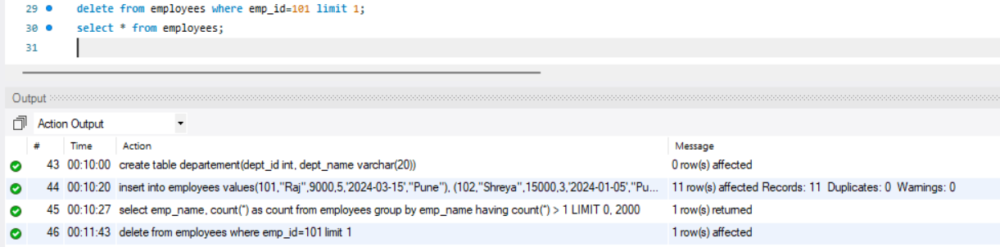 29 delete from employees where emp_id=101 limit 1;
30 select * from employees;
31
Output
Action Output
# Time Action Message
43 00:10:00 create table departement(dept_id int, dept_name varchar(20)) 0 row(s) affected
44 00:10:20 insert into employees values(101,"Raj",9000,5,'2024-03-15',"Pune"), (102,"Shreya",15000,3,'2024-01-05',"Pu... 11 row(s) affected Records: 11 Duplicates: 0 Warnings: 0
45 00:10:27 select emp_name, count(*) as count from employees group by emp_name having count(*) > 1 LIMIT 0, 2000 1 row(s) returned
46 00:11:43 delete from employees where emp_id=101 limit 1 1 row(s) affected